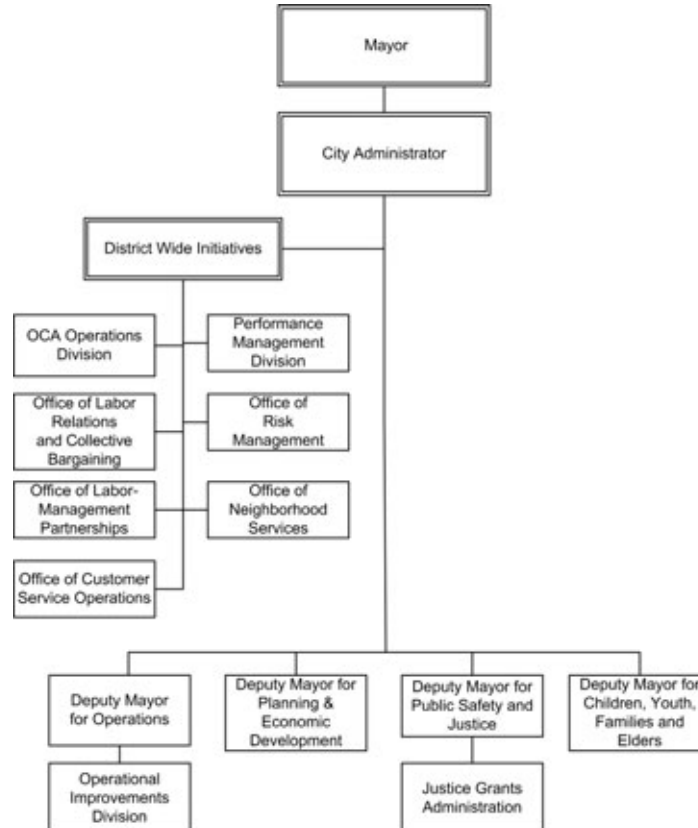 Mayor
City Administrator
District Wide Initiatives
OCA Operations
Division
Performance
Management
Division
Office of Labor
Relations
and Collective
Bargaining
Office of
Risk
Management
Office of Labor-
Management
Partnerships
Office of
Neighborhood
Services
Office of Customer
Service Operations
Deputy Mayor
for Operations
Deputy Mayor for
Planning &
Economic
Development
Deputy Mayor for
Public Safety and
Justice
Deputy Mayor for
Children, Youth,
Families and
Elders
Operational
Improvements
Division
Justice Grants
Administration